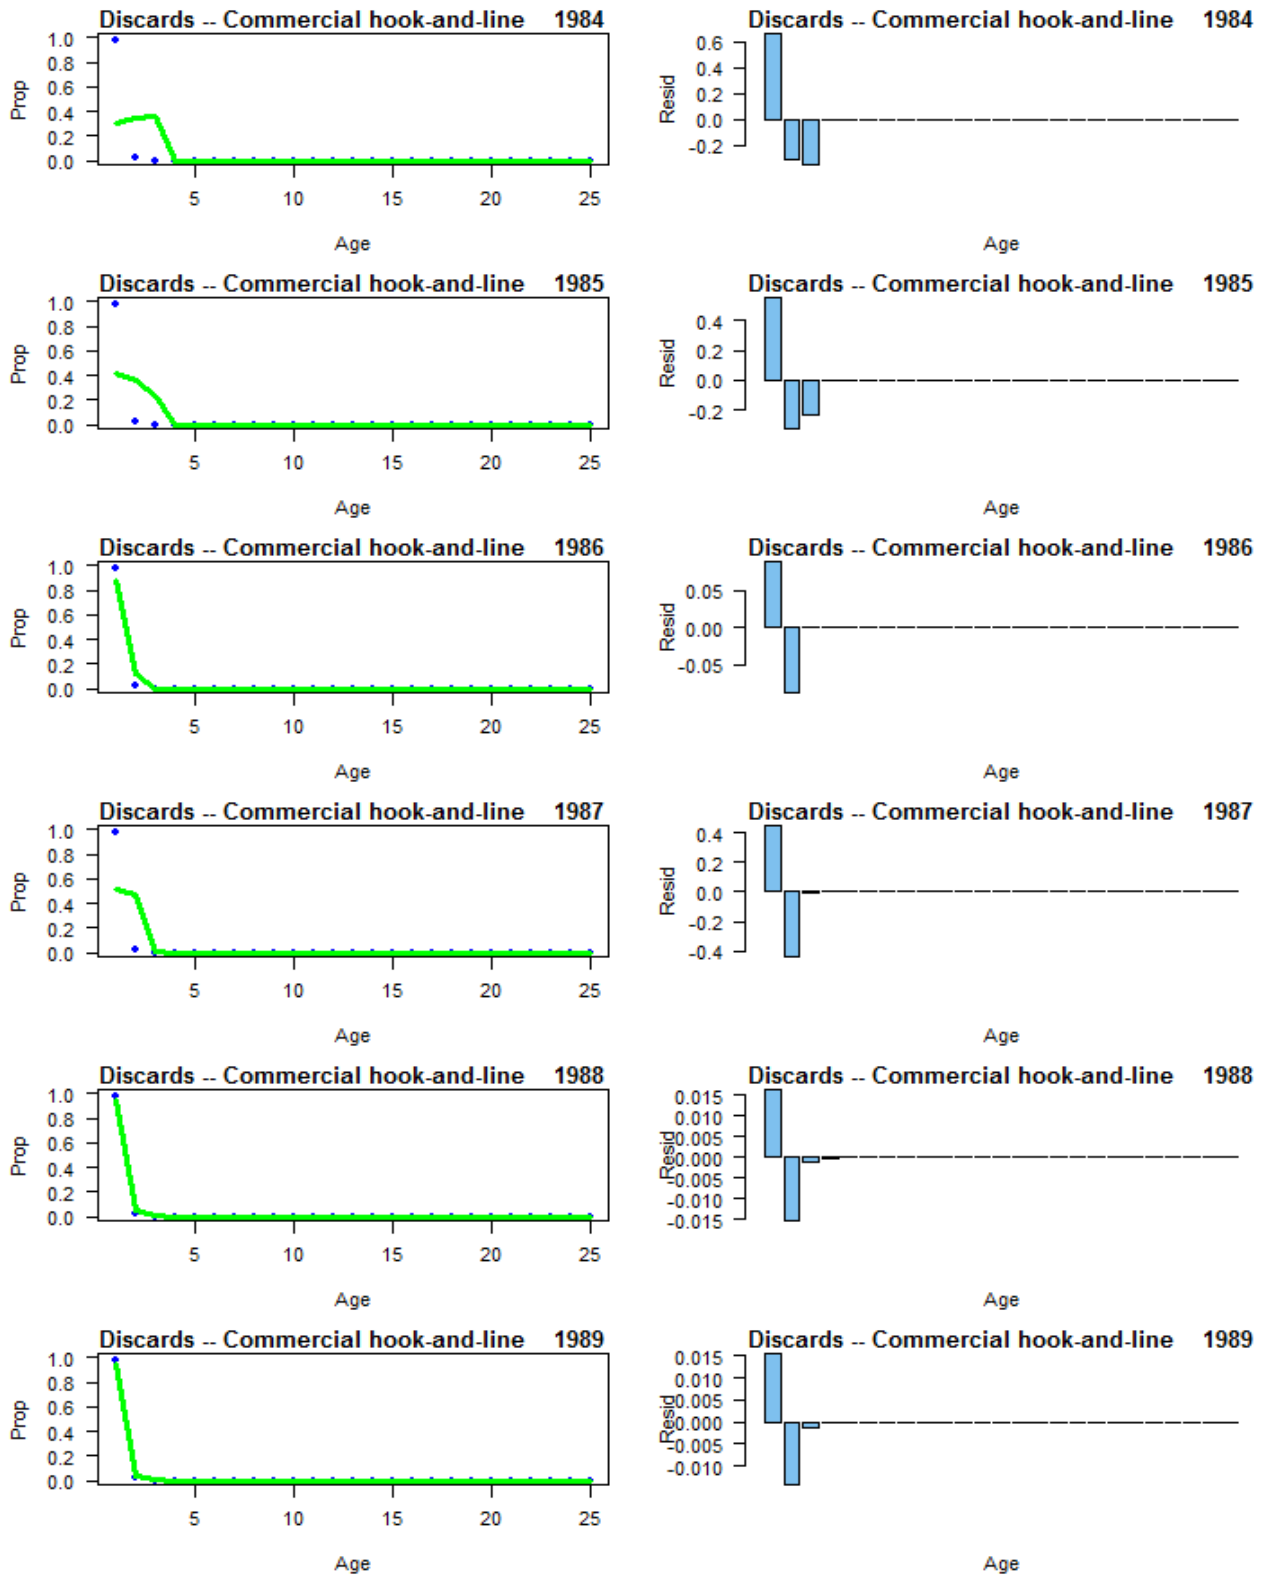 Discards -- Commercial hook-and-line 1984
Prop
1.0
0.8
0.6
0.4
0.2
0.0
5 10 15 20 25
Age
Discards -- Commercial hook-and-line 1984
Resid
0.6
0.4
0.2
0.0
-0.2
Age
Discards -- Commercial hook-and-line 1985
Prop
1.0
0.8
0.6
0.4
0.2
0.0
5 10 15 20 25
Age
Discards -- Commercial hook-and-line 1985
Resid
0.4
0.2
0.0
-0.2
Age
Discards -- Commercial hook-and-line 1986
Prop
1.0
0.8
0.6
0.4
0.2
0.0
5 10 15 20 25
Age
Discards -- Commercial hook-and-line 1986
Resid
0.05
0.00
-0.05
Age
Discards -- Commercial hook-and-line 1987
Prop
1.0
0.8
0.6
0.4
0.2
0.0
5 10 15 20 25
Age
Discards -- Commercial hook-and-line 1987
Resid
0.4
0.2
0.0
-0.2
-0.4
Age
Discards -- Commercial hook-and-line 1988
Prop
1.0
0.8
0.6
0.4
0.2
0.0
5 10 15 20 25
Age
Discards -- Commercial hook-and-line 1988
Resid
0.015
0.010
0.005
0.000
-0.005
-0.010
-0.015
Age
Discards -- Commercial hook-and-line 1989
Prop
1.0
0.8
0.6
0.4
0.2
0.0
5 10 15 20 25
Age
Discards -- Commercial hook-and-line 1989
Resid
0.015
0.010
0.005
0.000
-0.005
-0.010
Age